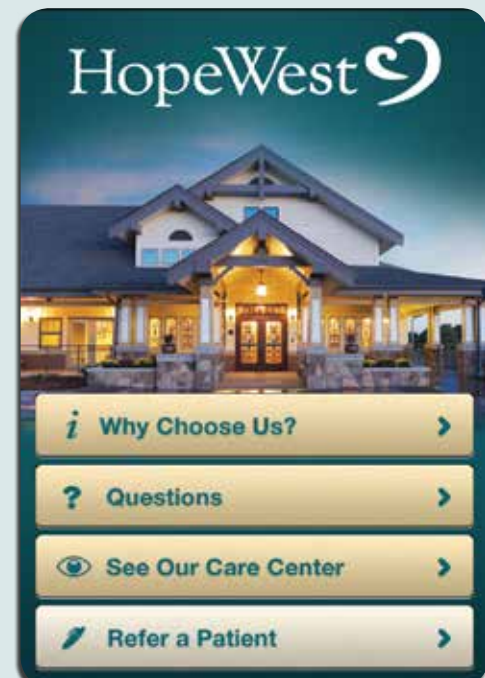 HopeWest
i Why Choose Us?
? Questions
See Our Care Center
Refer a Patient